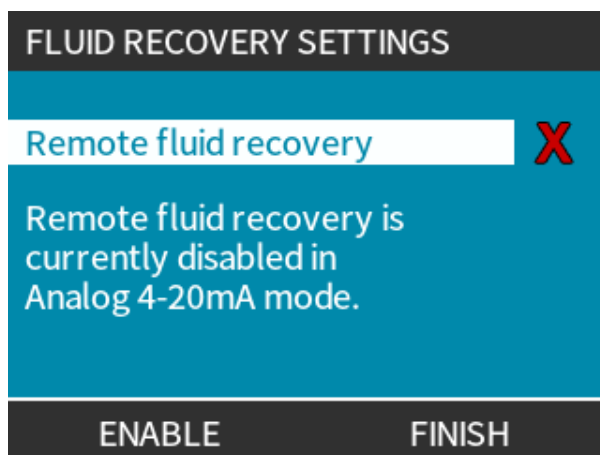 FLUID RECOVERY SETTINGS
Remote fluid recovery X
Remote fluid recovery is
currently disabled in
Analog 4-20mA mode.
ENABLE FINISH